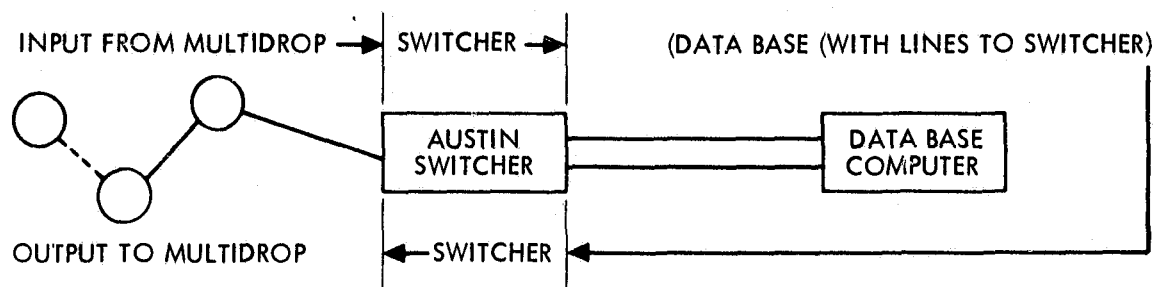 INPUT FROM MULTIDROP
SWITCHER
(DATA BASE (WITH LINES TO SWITCHER)
AUSTIN
SWITCHER
DATA BASE
COMPUTER
OUTPUT TO MULTIDROP
SWITCHER